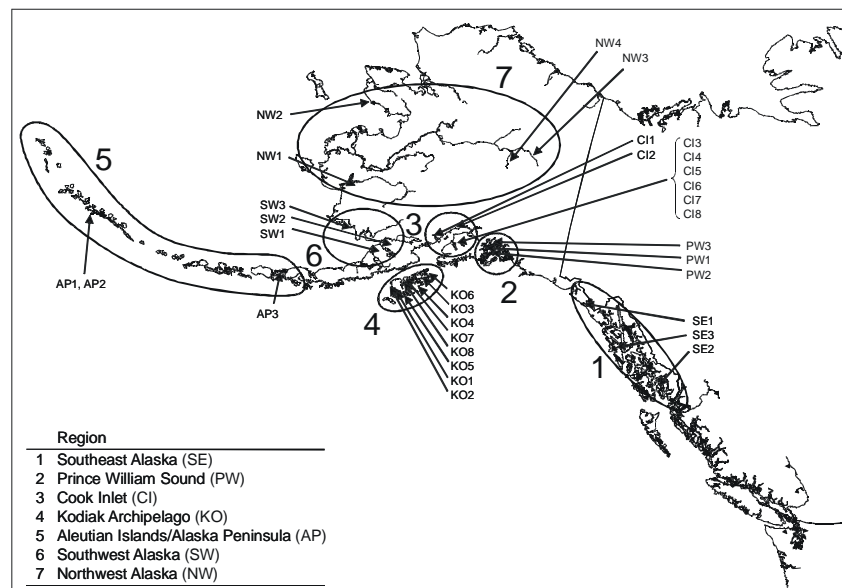 NW4
NW3
7
NW2
CI1
CI2
CI3
CI4
CI5
CI6
CI7
CI8
5
NW1
SW3
SW2
SW1
3
6
PW3
PW1
PW2
2
AP1, AP2
AP3
4
KO6
KO3
KO4
KO7
KO8
KO5
KO1
KO2
SE1
SE3
SE2
1
Region
1 Southeast Alaska (SE)
2 Prince William Sound (PW)
3 Cook Inlet (CI)
4 Kodiak Archipelago (KO)
5 Aleutian Islands/Alaska Peninsula (AP)
6 Southwest Alaska (SW)
7 Northwest Alaska (NW)